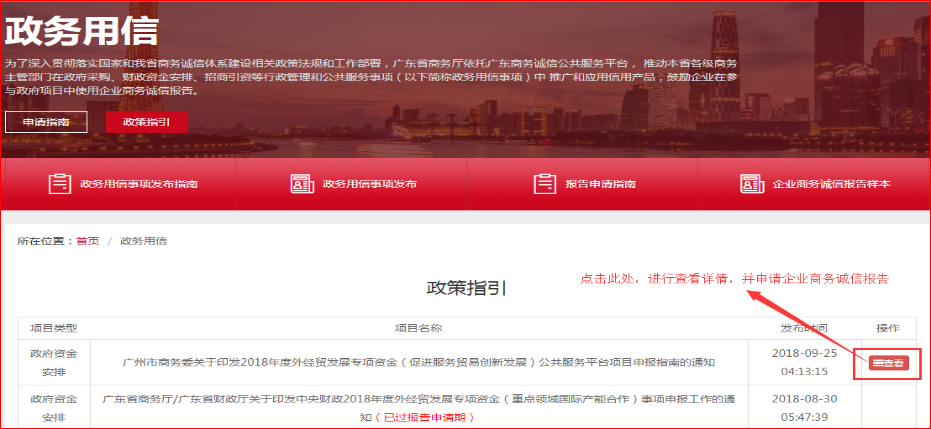 政务用信
为了深入贯彻落实国家和我省商务诚信体系建设相关政策法规和工作部署，广东省商务厅依托广东商务诚信公共服务平台， 推动本省各级商务
主管部门在政府采购、财政资金安排、招商引资等行政管理和公共服务事项（以下简称政务用信事项）中 推广和应用信用产品，鼓励企业在参
与政府项目中使用企业商务诚信报告。
申请指南 政策指引
政务用信事项发布指南 政务用信事项发布 报告申请指南 企业商务诚信报告样本
所在位置：首页 / 政务用信
政策指引
点击此处，进行查看详情，并申请企业商务诚信报告
项目类型 项目名称 发布时间 操作
政府资金
安排
广州市商务委关于印发2018年度外经贸发展专项资金（促进服务贸易创新发展）公共服务平台项目申报指南的通知
2018-09-25
04:13:15
查看
政府资金
安排
广东省商务厅/广东省财政厅关于印发中央财政2018年度外经贸发展专项资金（重点领域国际产能合作）事项申报工作的通
知（已过报告申请期）
2018-08-30
05:47:39